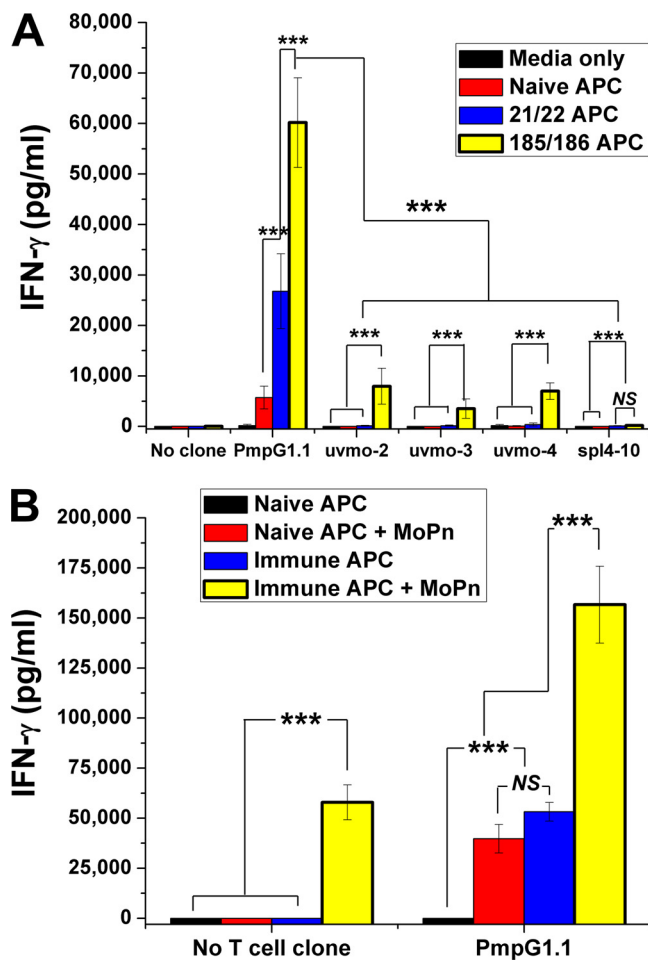 A
80,000
70,000
60,000
50,000
40,000
30,000
20,000
10,000
0
IFN-γ (pg/ml)
Media only
Naive APC
21/22 APC
185/186 APC
***
***
***
***
***
***
***
NS
No clone PmpG1.1 uvmo-2 uvmo-3 uvmo-4 spl4-10
B
200,000
175,000
150,000
125,000
100,000
75,000
50,000
25,000
0
IFN-γ (pg/ml)
Naive APC
Naive APC + MoPn
Immune APC
Immune APC + MoPn
***
***
***
NS
No T cell clone PmpG1.1